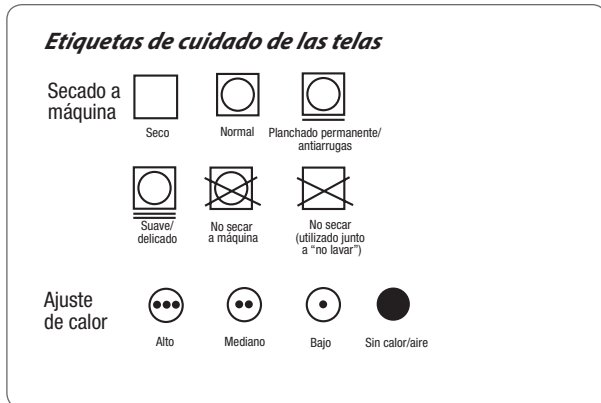 Etiquetas de cuidado de las telas
Secado a
máquina
Seco
Normal
Planchado permanente/
antiarrugas
Suave/
delicado
No secar
a máquina
No secar
(utilizado junto
a “no lavar”)
Ajuste
de calor
Alto
Mediano
Bajo
Sin calor/aire